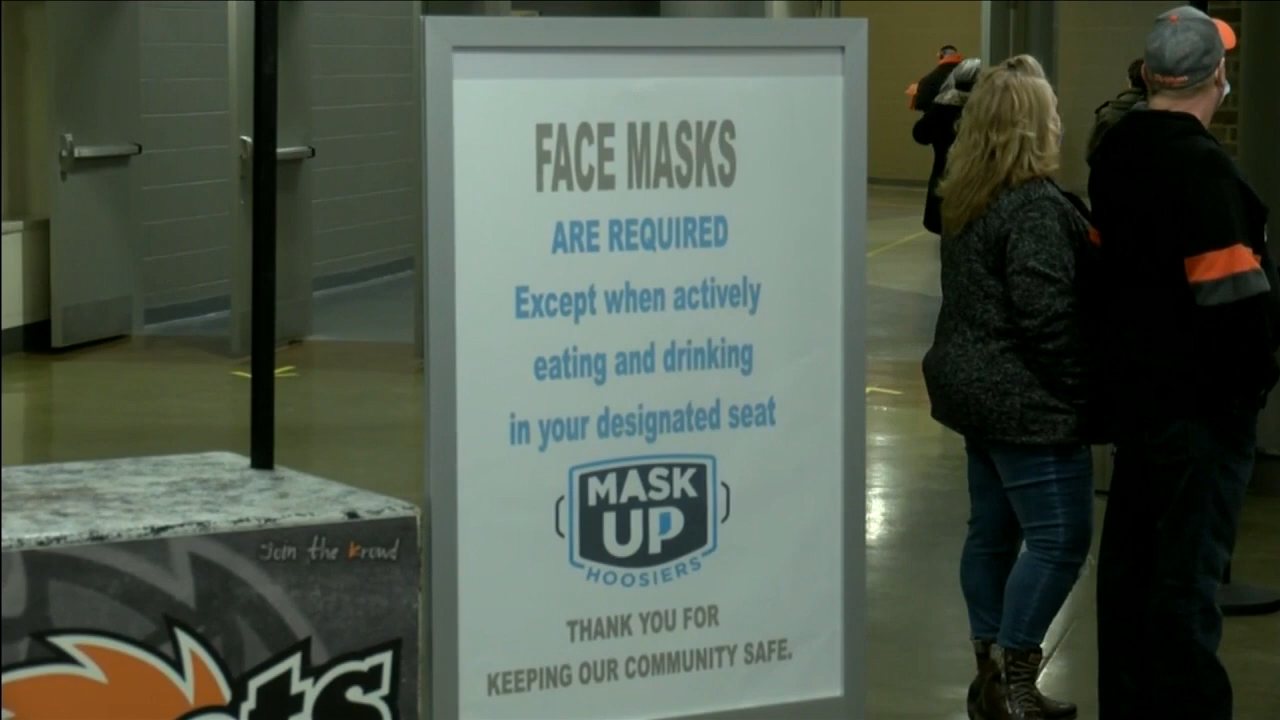 FACE MASKS
ARE REQUIRED
Except when actively
eating and drinking
in your designated seat
MASK
UP
HOOSIERS
THANK YOU FOR
KEEPING OUR COMMUNITY SAFE.
Join the krowd
ts